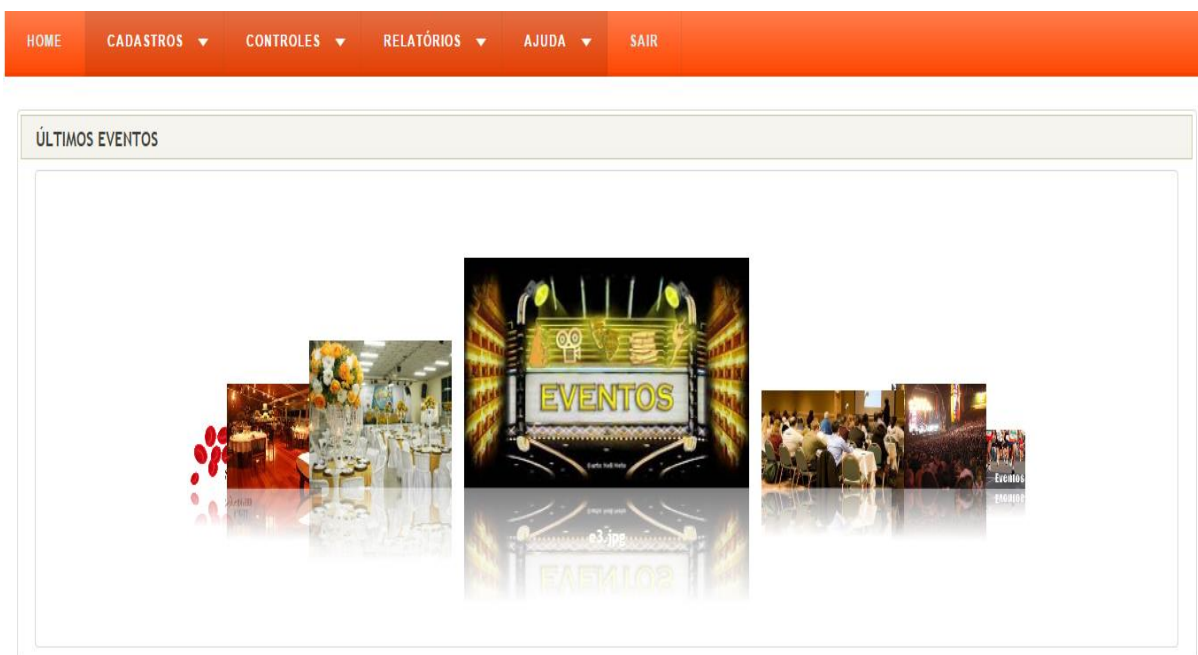 HOME CADASTROS CONTROLES RELATÓRIOS AJUDA SAIR
ÚLTIMOS EVENTOS
EVENTOS
Eventos
e3.jpg